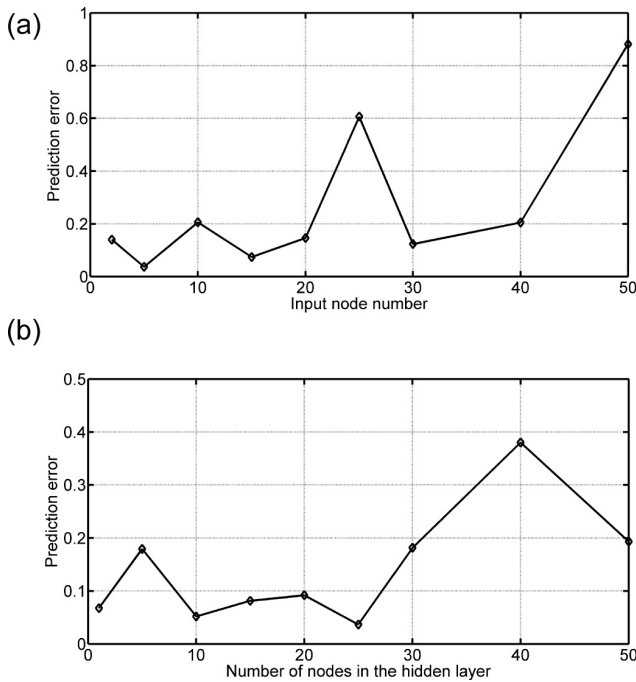 (a)
1
0.8
0.6
0.4
0.2
0
Prediction error
0 10 20 30 40 50
Input node number
(b)
0.5
0.4
0.3
0.2
0.1
0
Prediction error
0 10 20 30 40 50
Number of nodes in the hidden layer